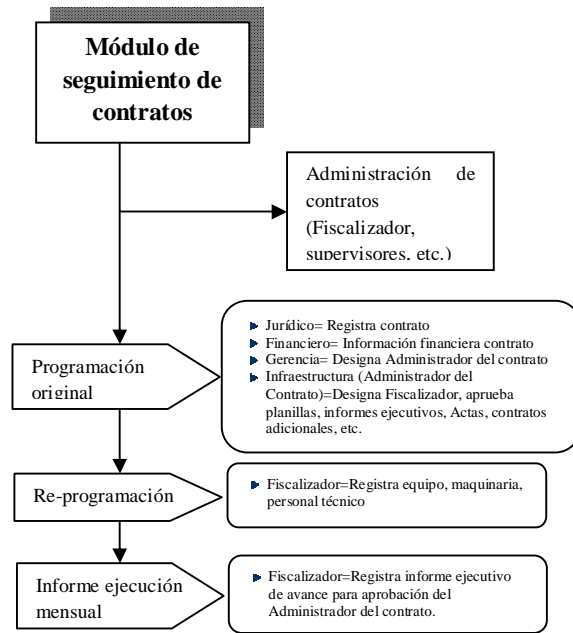 Módulo de
seguimiento de
contratos
Administración de
contratos
(Fiscalizador,
supervisores, etc.)
Programación
original
Jurídico= Registra contrato
Financiero= Información financiera contrato
Gerencia= Designa Administrador del contrato
Infraestructura (Administrador del
Contrato)=Designa Fiscalizador, aprueba
planillas, informes ejecutivos, Actas, contratos
adicionales, etc.
Re-programación
Fiscalizador=Registra equipo, maquinaria,
personal técnico
Informe ejecución
mensual
Fiscalizador=Registra informe ejecutivo
de avance para aprobación del
Administrador del contrato.